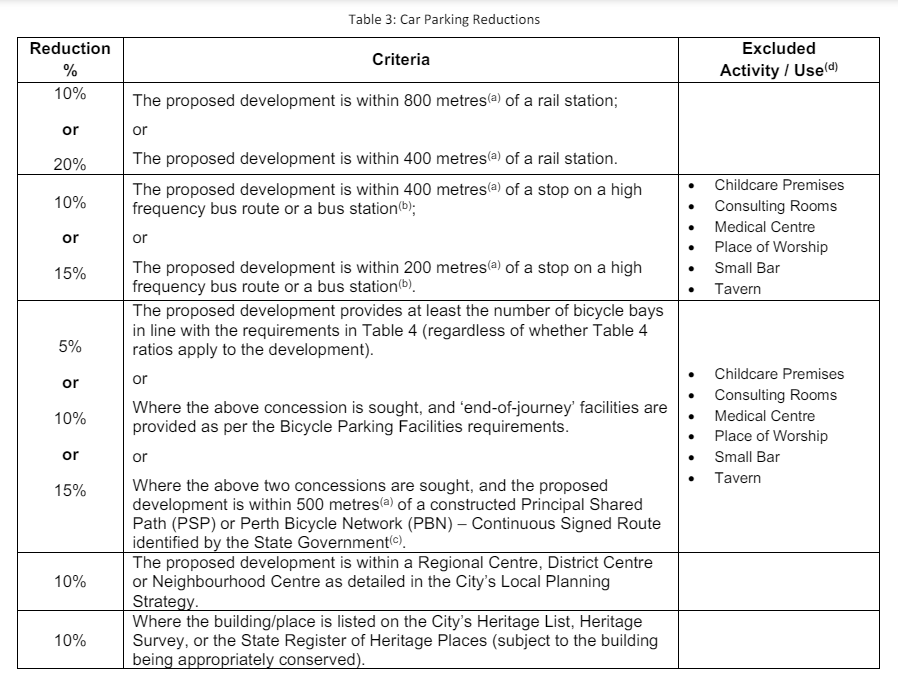 Table 3: Car Parking Reductions
Reduction
%
Criteria
Excluded
Activity / Use(d)
10%
or
20%
The proposed development is within 800 metres(a) of a rail station;
or
The proposed development is within 400 metres(a) of a rail station.
10%
or
15%
The proposed development is within 400 metres(a) of a stop on a high
frequency bus route or a bus station(b);
or
The proposed development is within 200 metres(a) of a stop on a high
frequency bus route or a bus station(b).
• Childcare Premises
• Consulting Rooms
• Medical Centre
• Place of Worship
• Small Bar
• Tavern
5%
or
10%
or
15%
The proposed development provides at least the number of bicycle bays
in line with the requirements in Table 4 (regardless of whether Table 4
ratios apply to the development).
or
Where the above concession is sought, and ‘end-of-journey’ facilities are
provided as per the Bicycle Parking Facilities requirements.
or
Where the above two concessions are sought, and the proposed
development is within 500 metres(a) of a constructed Principal Shared
Path (PSP) or Perth Bicycle Network (PBN) – Continuous Signed Route
identified by the State Government(c).
• Childcare Premises
• Consulting Rooms
• Medical Centre
• Place of Worship
• Small Bar
• Tavern
10%
The proposed development is within a Regional Centre, District Centre
or Neighbourhood Centre as detailed in the City’s Local Planning
Strategy.
10%
Where the building/place is listed on the City’s Heritage List, Heritage
Survey, or the State Register of Heritage Places (subject to the building
being appropriately conserved).